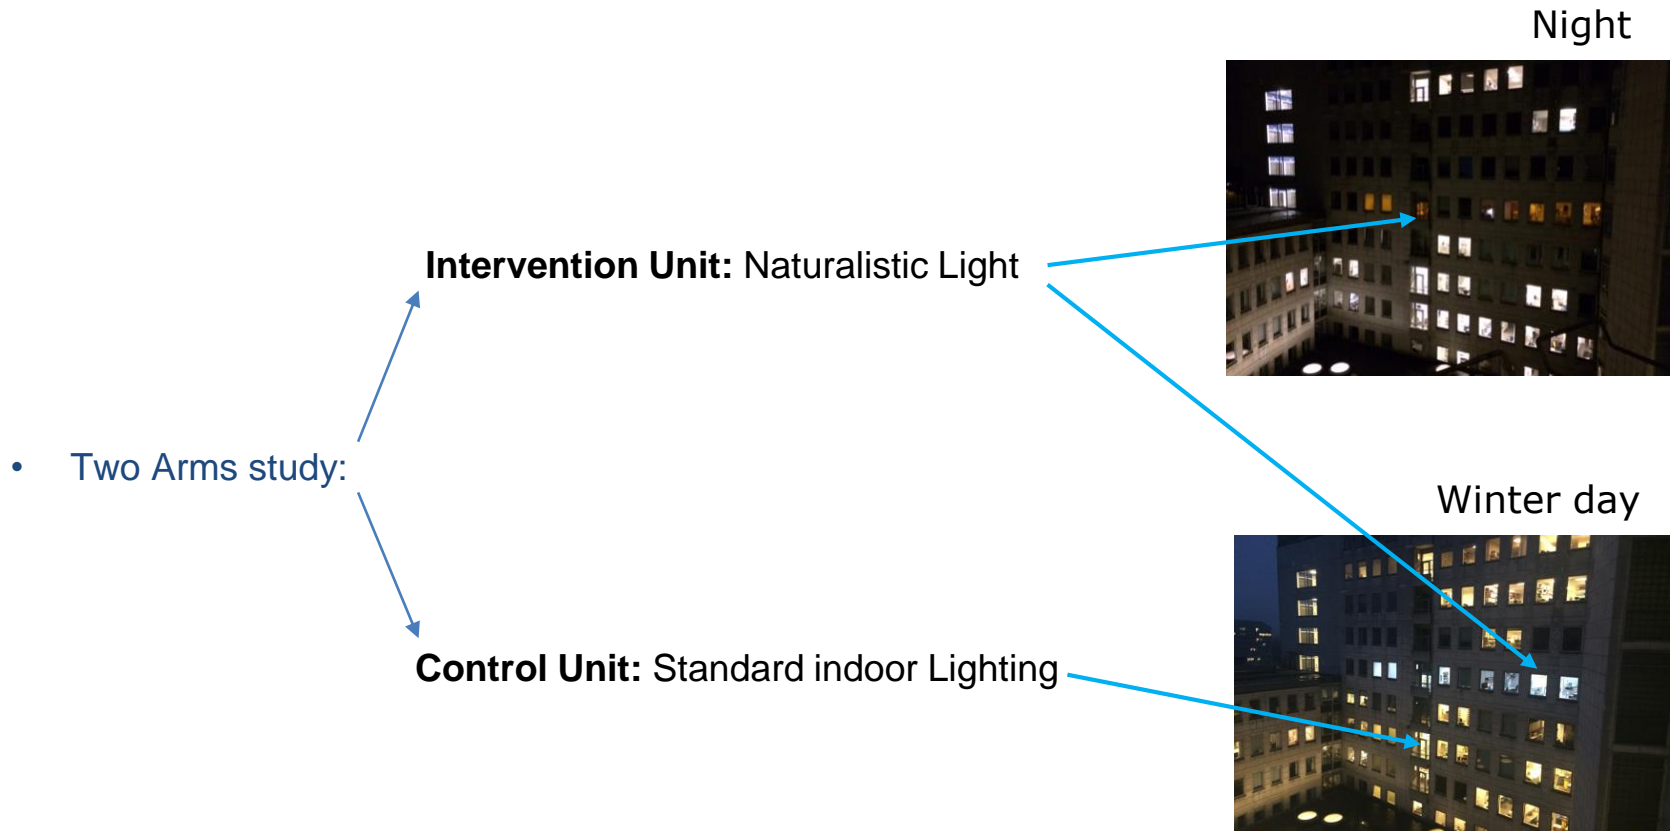 Night
Intervention Unit: Naturalistic Light
• Two Arms study:
Winter day
Control Unit: Standard indoor Lighting